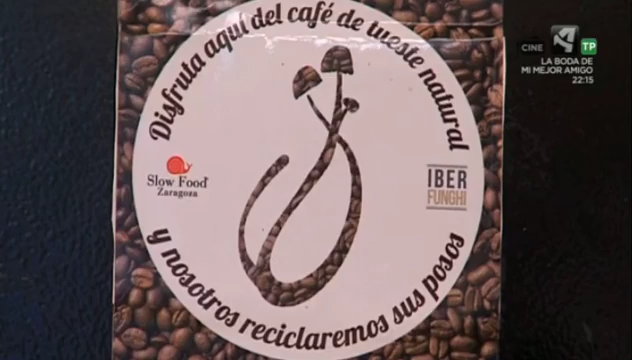 Disfruta aquí del café de tueste natural
Slow Food®
Zaragoza
IBER
FUNGHI
y nosotros reciclaremos sus posos
CINE
TP
LA BODA DE
MI MEJOR AMIGO
22:15